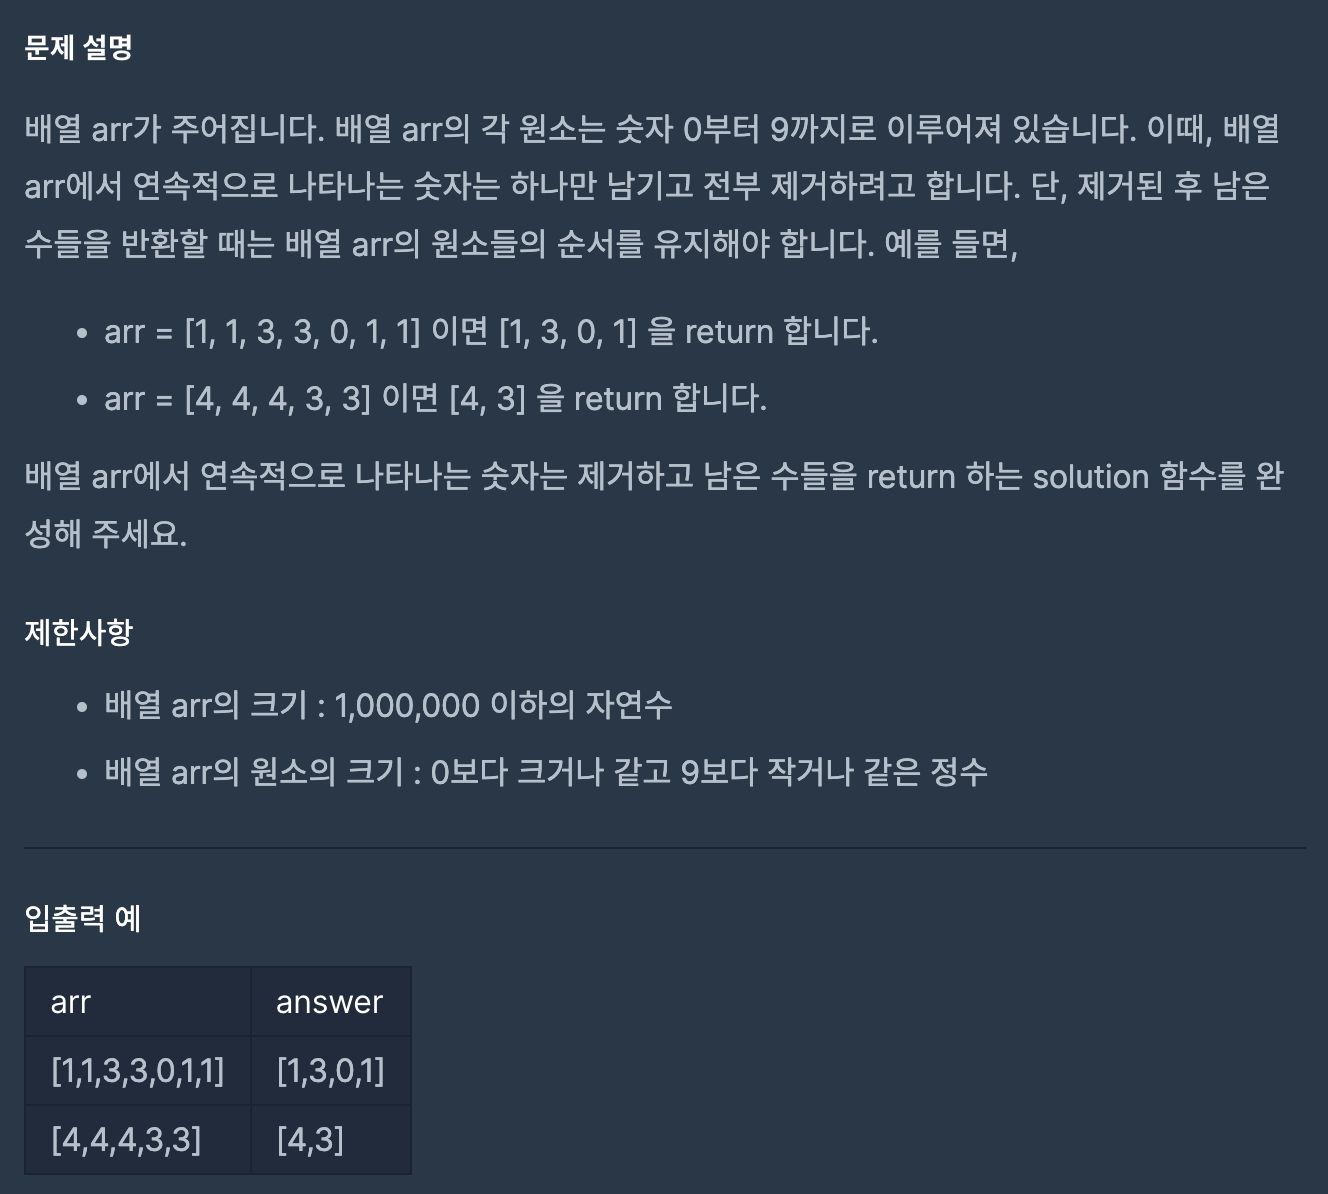 문제 설명
배열 arr가 주어집니다. 배열 arr의 각 원소는 숫자 0부터 9까지로 이루어져 있습니다. 이때, 배열
arr에서 연속적으로 나타나는 숫자는 하나만 남기고 전부 제거하려고 합니다. 단, 제거된 후 남은
수들을 반환할 때는 배열 arr의 원소들의 순서를 유지해야 합니다. 예를 들면,
• arr = [1, 1, 3, 3, 0, 1, 1] 이면 [1, 3, 0, 1] 을 return 합니다.
• arr = [4, 4, 4, 3, 3] 이면 [4, 3] 을 return 합니다.
배열 arr에서 연속적으로 나타나는 숫자는 제거하고 남은 수들을 return 하는 solution 함수를 완
성해 주세요.
제한사항
• 배열 arr의 크기 : 1,000,000 이하의 자연수
• 배열 arr의 원소의 크기 : 0보다 크거나 같고 9보다 작거나 같은 정수
입출력 예
arr answer
[1,1,3,3,0,1,1] [1,3,0,1]
[4,4,4,3,3] [4,3]